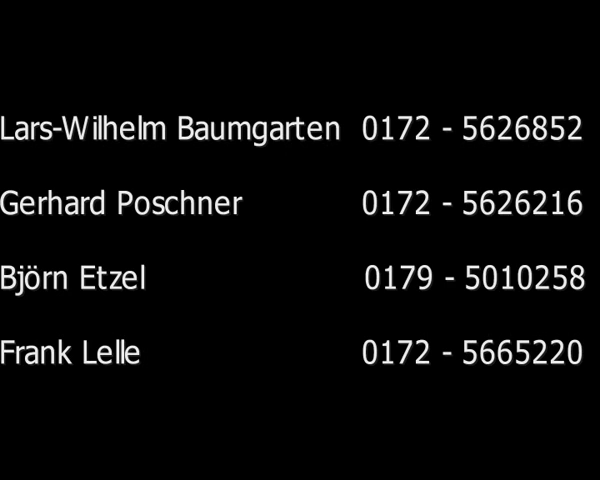 Lars-Wilhelm Baumgarten 0172 - 5626852
Gerhard Poschner 0172 - 5626216
Björn Etzel 0179 - 5010258
Frank Lelle 0172 - 5665220